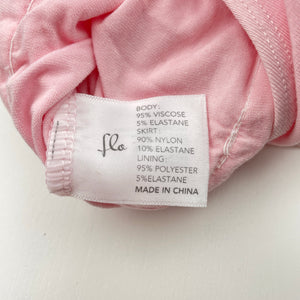 flo
BODY:
95% VISCOSE
5% ELASTANE
SKIRT:
90% NYLON
10% ELASTANE
LINING:
95% POLYESTER
5%ELASTANE
MADE IN CHINA